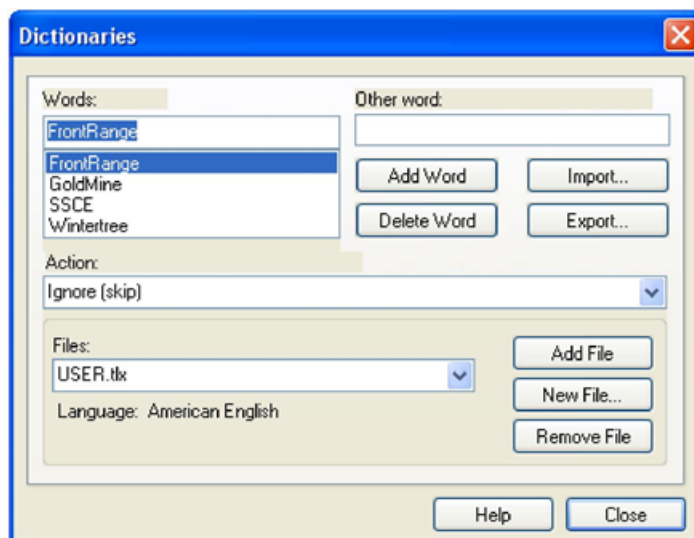 Dictionaries
Words:
Other word:
FrontRange
FrontRange
GoldMine
SSCE
Wintertree
Add Word
Import...
Delete Word
Export...
Action:
Ignore (skip)
Files:
USER.tlx
Language: American English
Add File
New File...
Remove File
Help
Close